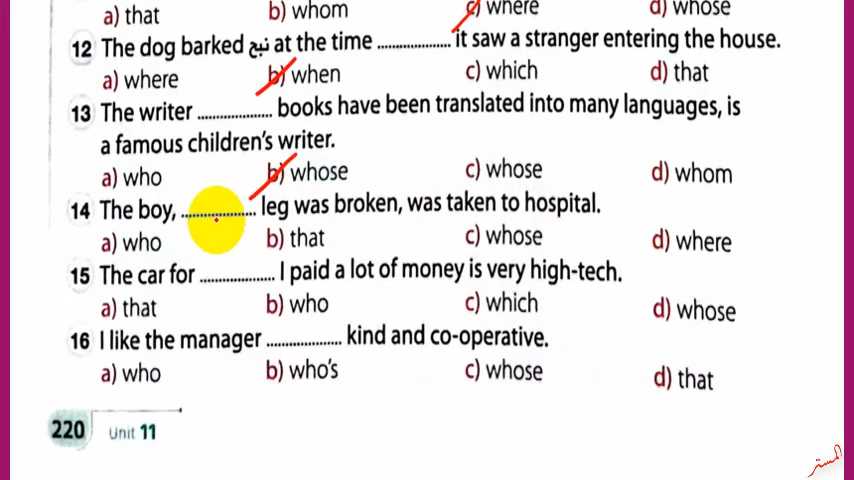 a) that b) whom c) where d) whose
12 The dog barked نبح at the time .................. it saw a stranger entering the house.
a) where b) when c) which d) that
13 The writer .................. books have been translated into many languages, is
a famous children's writer.
a) who b) whose c) whose d) whom
14 The boy, .................. leg was broken, was taken to hospital.
a) who b) that c) whose d) where
15 The car for .................. I paid a lot of money is very high-tech.
a) that b) who c) which d) whose
16 I like the manager .................. kind and co-operative.
a) who b) who's c) whose d) that
220 Unit 11
المستر